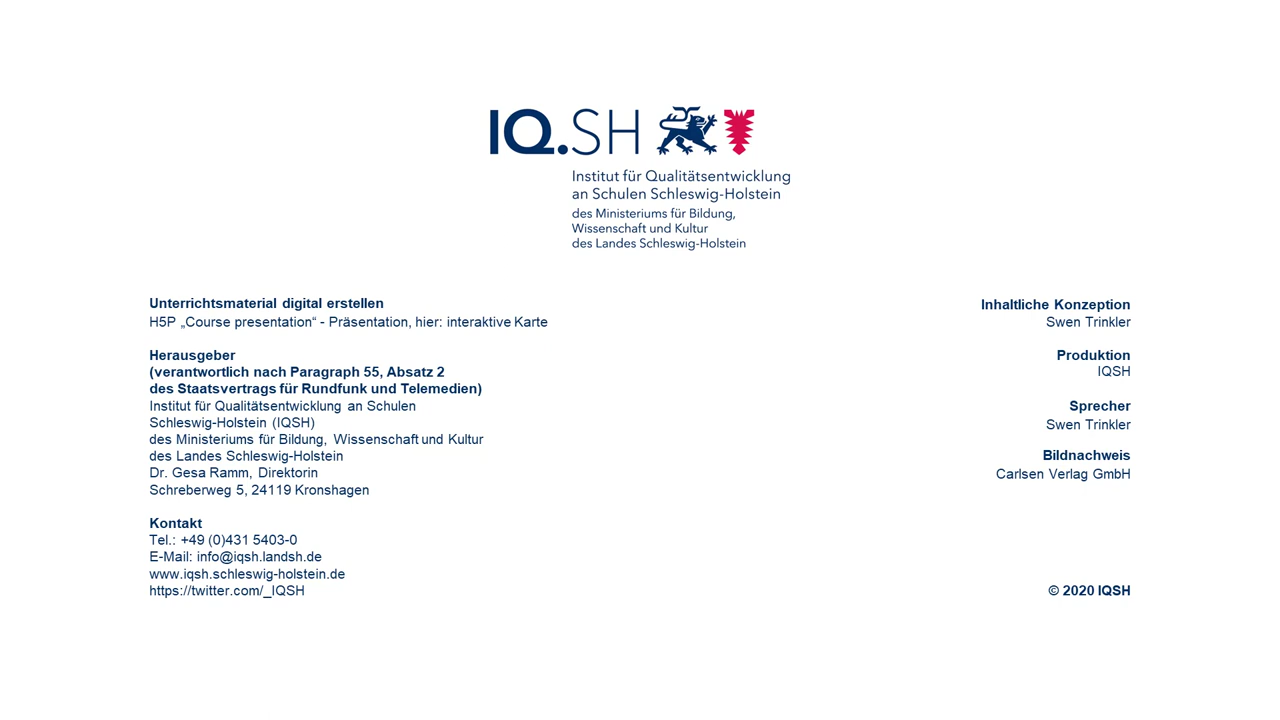 IQ.SH
Institut für Qualitätsentwicklung
an Schulen Schleswig-Holstein
des Ministeriums für Bildung,
Wissenschaft und Kultur
des Landes Schleswig-Holstein
Unterrichtsmaterial digital erstellen
H5P „Course presentation“ - Präsentation, hier: interaktive Karte
Herausgeber
(verantwortlich nach Paragraph 55, Absatz 2
des Staatsvertrags für Rundfunk und Telemedien)
Institut für Qualitätsentwicklung an Schulen
Schleswig-Holstein (IQSH)
des Ministeriums für Bildung, Wissenschaft und Kultur
des Landes Schleswig-Holstein
Dr. Gesa Ramm, Direktorin
Schreberweg 5, 24119 Kronshagen
Kontakt
Tel.: +49 (0)431 5403-0
E-Mail: info@iqsh.landsh.de
www.iqsh.schleswig-holstein.de
https://twitter.com/_IQSH
Inhaltliche Konzeption
Swen Trinkler
Produktion
IQSH
Sprecher
Swen Trinkler
Bildnachweis
Carlsen Verlag GmbH
© 2020 IQSH